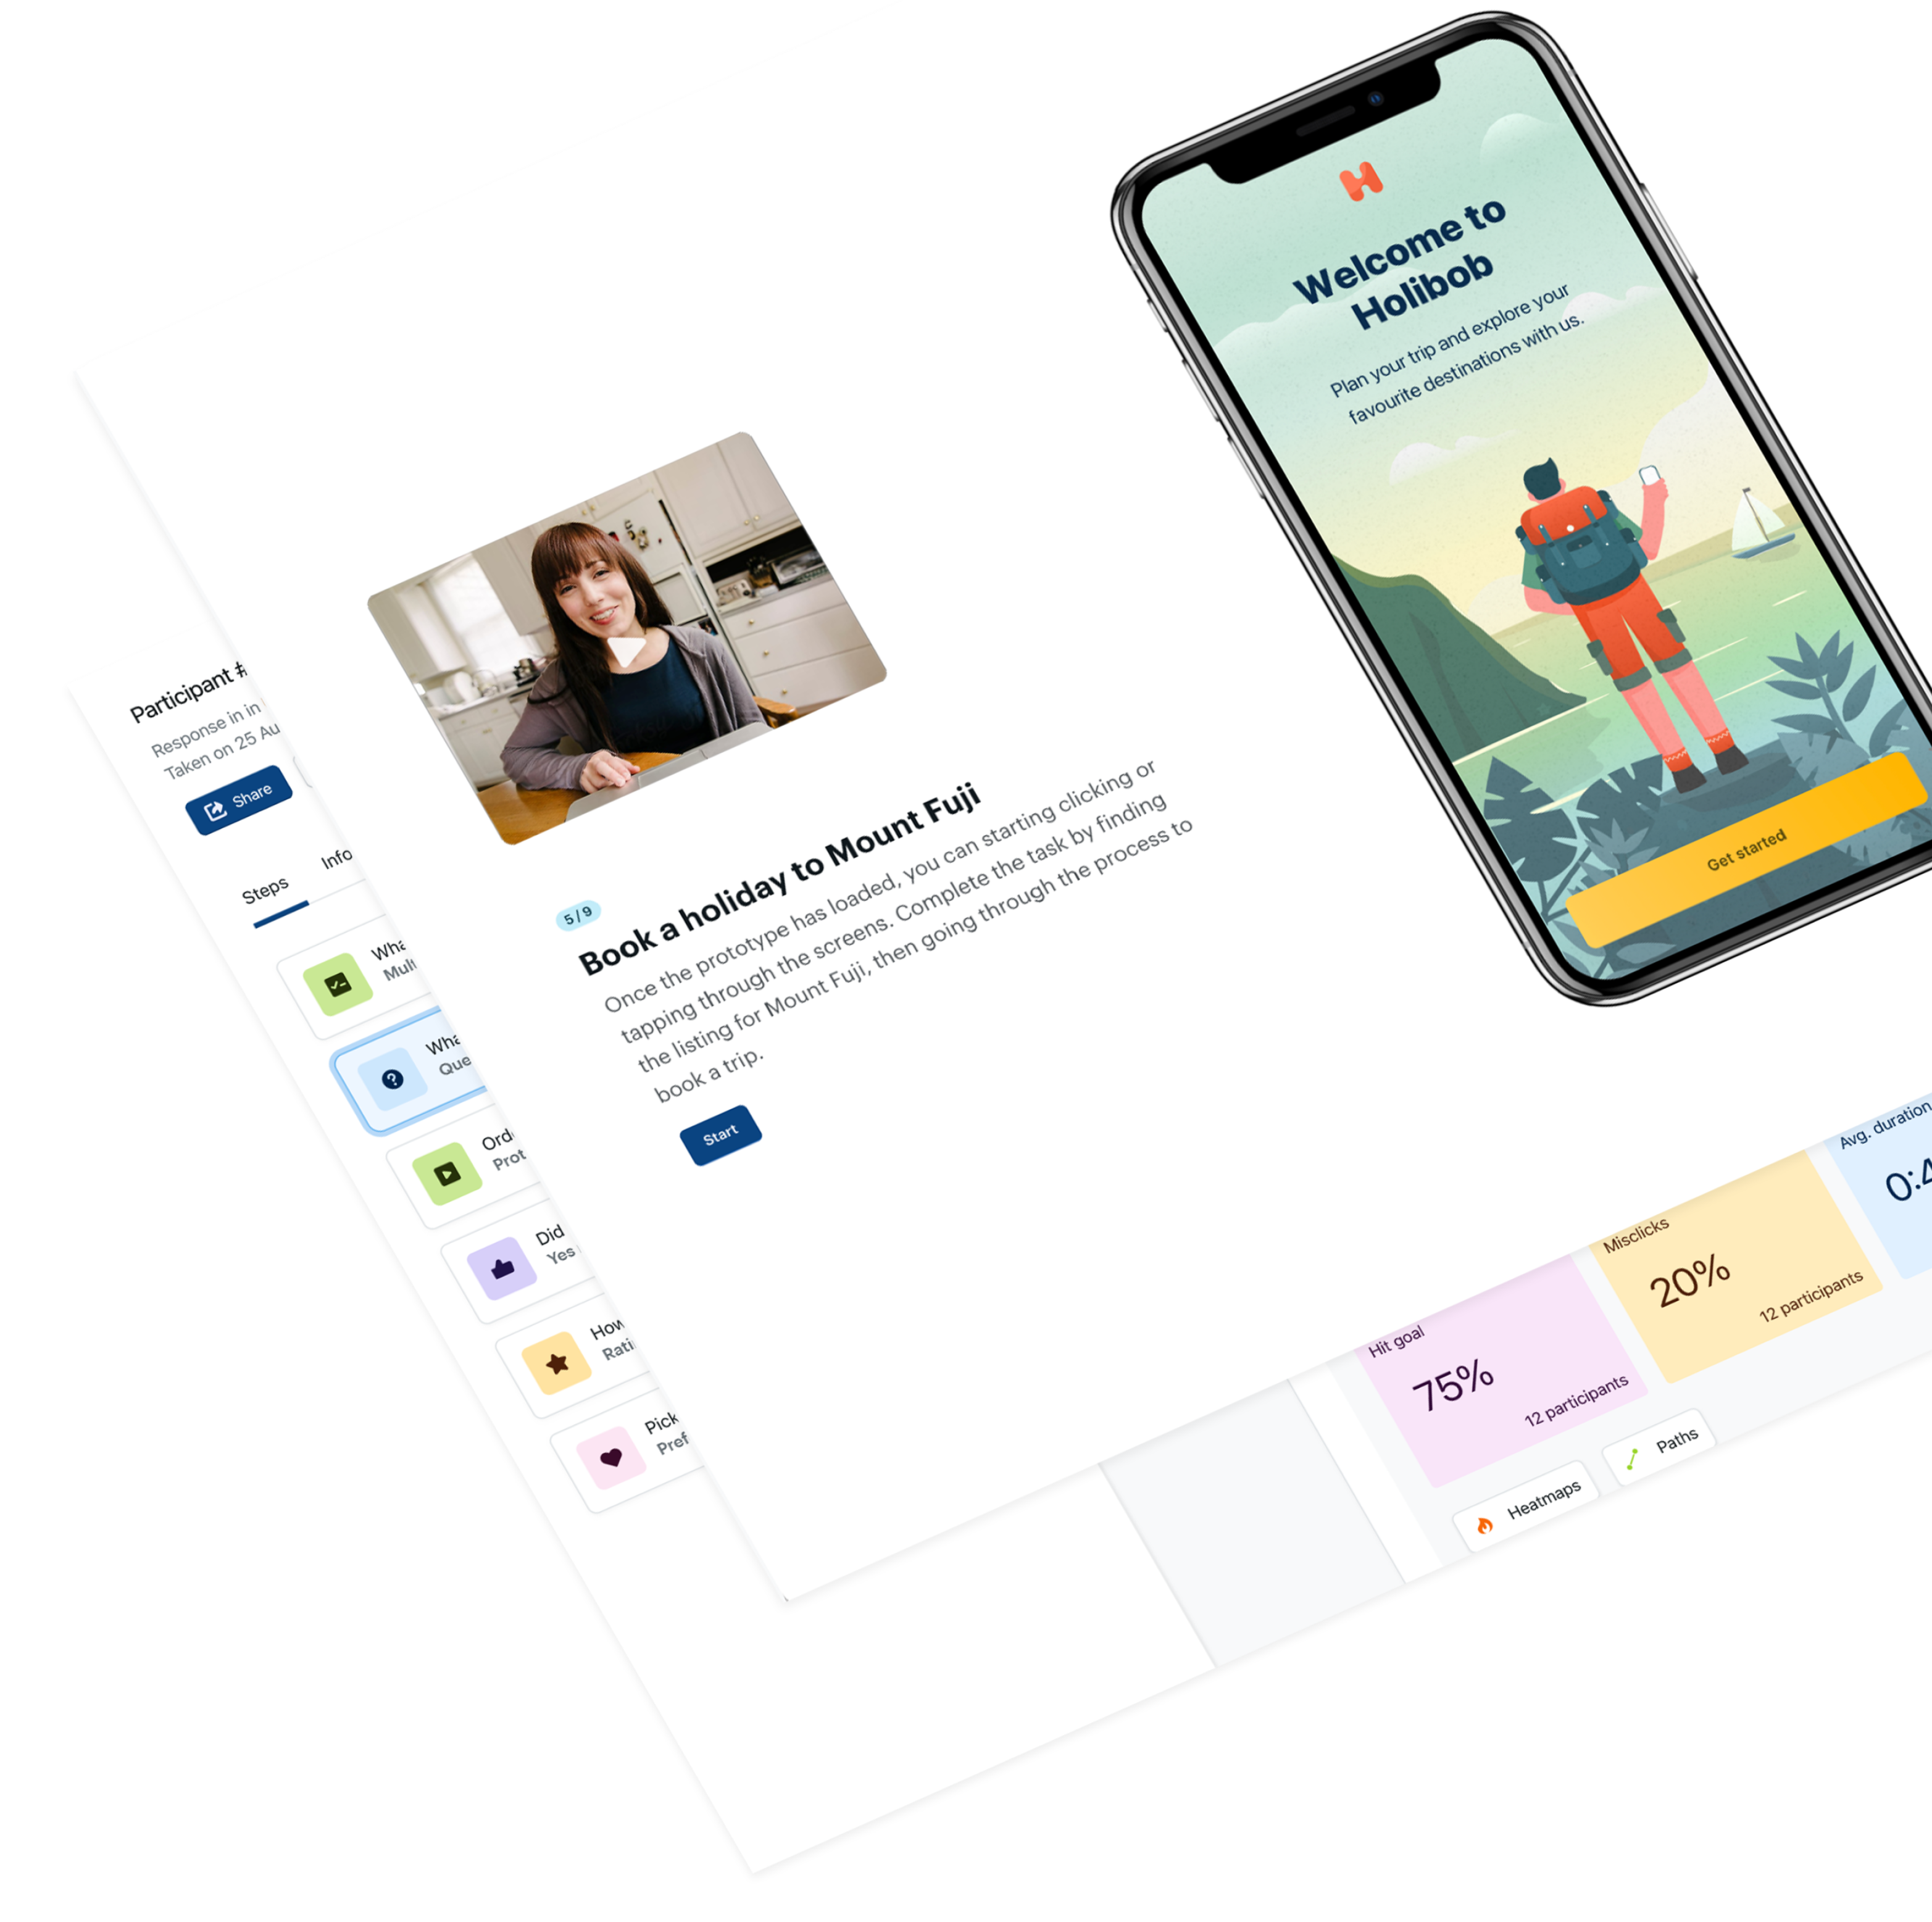 Welcome to
Holibob
Plan your trip and explore your
favourite destinations with us.
Get started
5/9
Book a holiday to Mount Fuji
Once the prototype has loaded, you can starting clicking or
tapping through the screens. Complete the task by finding
the listing for Mount Fuji, then going through the process to
book a trip.
Start
Participant #
Response in in
Taken on 25 Au
Share
Steps
Info
Wha
Mult
Wha
Que
Ord
Prot
Did
Yes
How
Rati
Pick
Pref
Hit goal
75%
12 participants
Misclicks
20%
12 participants
Avg. duration
0:4
Heatmaps
Paths